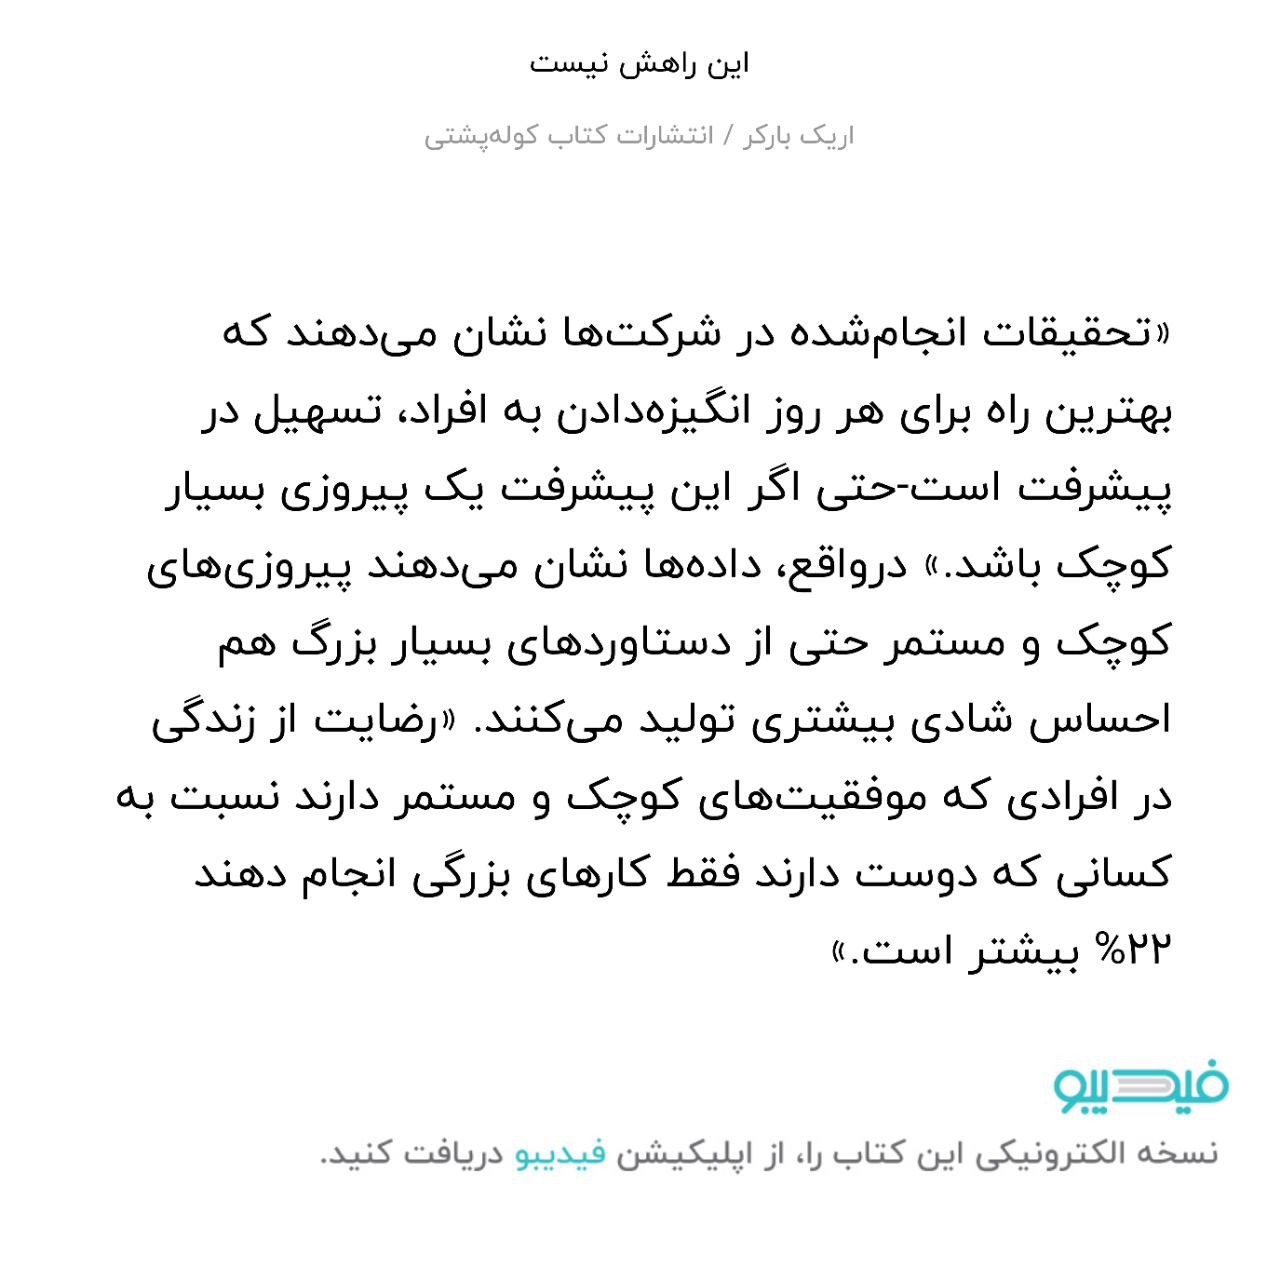 این راهش نیست
اریک بارکر / انتشارات کتاب کوله‌پشتی
«تحقیقات انجام‌شده در شرکت‌ها نشان می‌دهند که
بهترین راه برای هر روز انگیزه‌دادن به افراد، تسهیل در
پیشرفت است-حتی اگر این پیشرفت یک پیروزی بسیار
کوچک باشد.» درواقع، داده‌ها نشان می‌دهند پیروزی‌های
کوچک و مستمر حتی از دستاوردهای بسیار بزرگ هم
احساس شادی بیشتری تولید می‌کنند. «رضایت از زندگی
در افرادی که موفقیت‌های کوچک و مستمر دارند نسبت به
کسانی که دوست دارند فقط کارهای بزرگی انجام دهند
۲۲% بیشتر است.»
فیدیبو
نسخه الکترونیکی این کتاب را، از اپلیکیشن فیدیبو دریافت کنید.